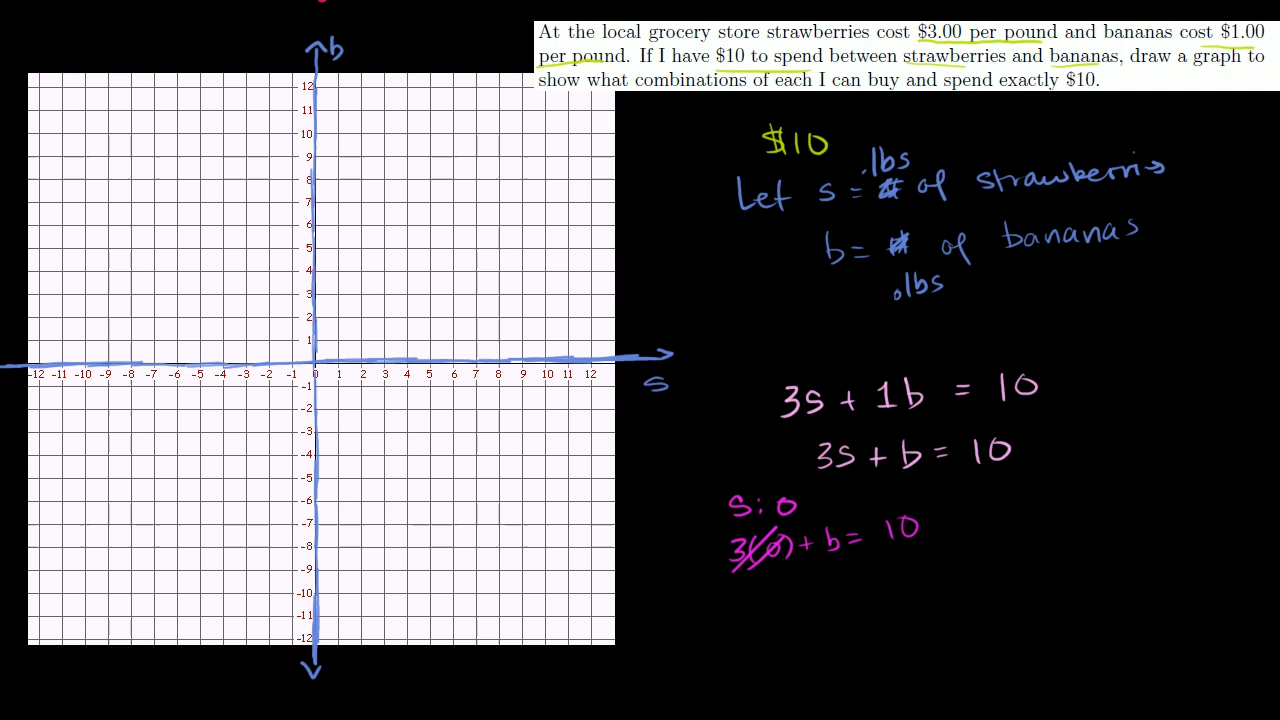 At the local grocery store strawberries cost $3.00 per pound and bananas cost $1.00
per pound. If I have $10 to spend between strawberries and bananas, draw a graph to
show what combinations of each I can buy and spend exactly $10.
b
12
11
10
9
8
7
6
5
4
3
2
1
-12 -11 -10 -9 -8 -7 -6 -5 -4 -3 -2 -1 0 1 2 3 4 5 6 7 8 9 10 11 12
s
-1
-2
-3
-4
-5
-6
-7
-8
-9
-10
-11
-12
$10
lbs
Let s = # of strawberries
b = # of bananas
lbs
3s + 1b = 10
3s + b = 10
s: 0
3(0) + b = 10